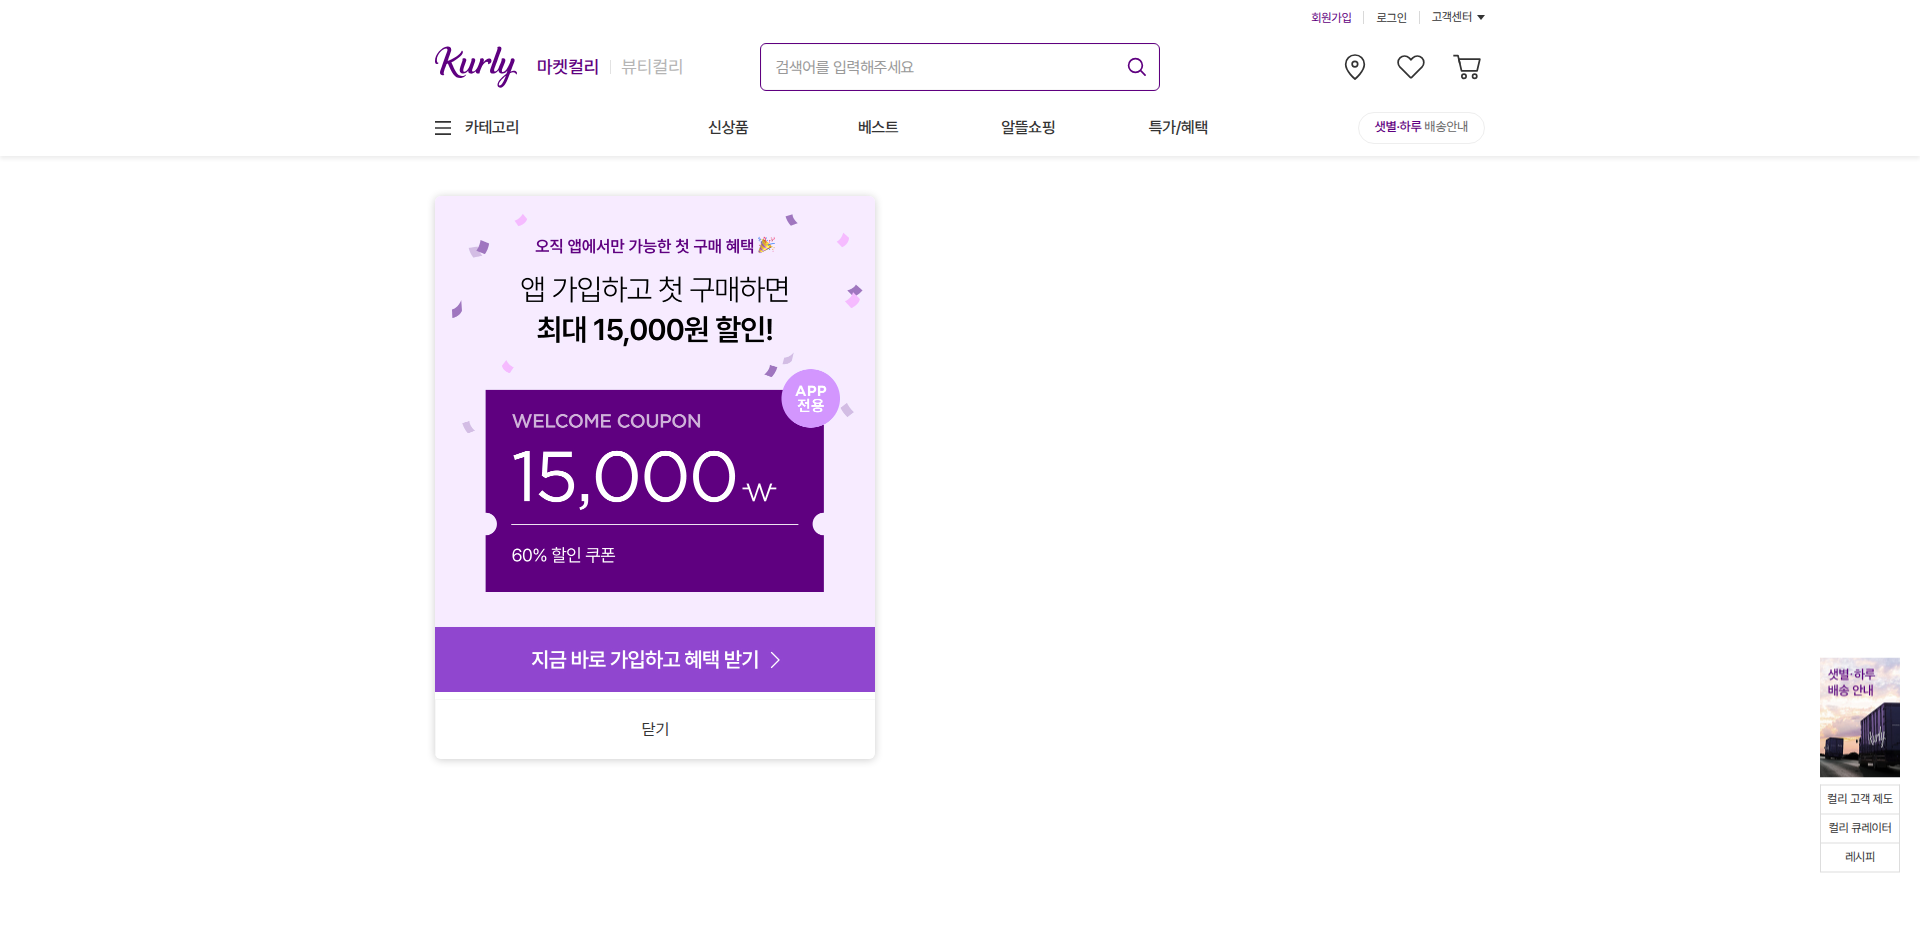 회원가입
로그인
고객센터
Kurly
마켓컬리
뷰티컬리
검색어를 입력해주세요
카테고리
신상품
베스트
알뜰쇼핑
특가/혜택
샛별·하루 배송안내
오직 앱에서만 가능한 첫 구매 혜택
앱 가입하고 첫 구매하면
최대 15,000원 할인!
APP
전용
WELCOME COUPON
15,000₩
60% 할인 쿠폰
지금 바로 가입하고 혜택 받기
닫기
샛별·하루
배송 안내
Kurly
컬리 고객 제도
컬리 큐레이터
레시피